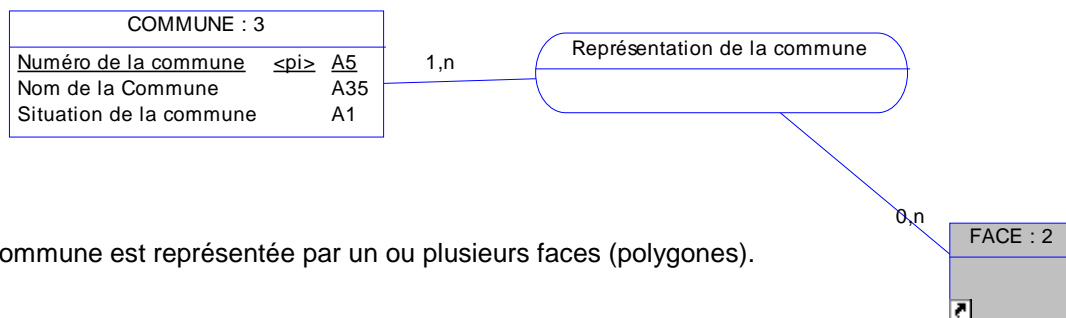 COMMUNE : 3
Numéro de la commune <pi> A5
Nom de la Commune A35
Situation de la commune A1
1,n
Représentation de la commune
0,n
FACE : 2
ommune est représentée par un ou plusieurs faces (polygones).